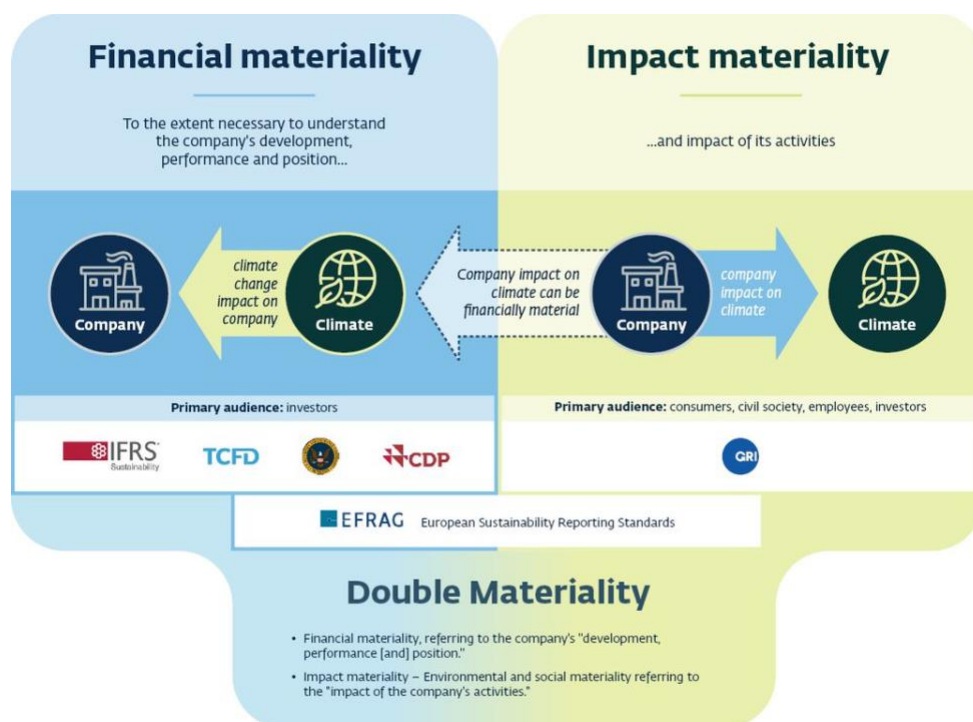 Financial materiality
To the extent necessary to understand
the company's development,
performance and position...
Impact materiality
...and impact of its activities
Company
climate
change
impact on
company
Climate
Company impact on
climate can be
financially material
Company
company
impact on
climate
Climate
Primary audience: investors
IFRS
Sustainability
TCFD
CDP
Primary audience: consumers, civil society, employees, investors
GRI
EFRAG European Sustainability Reporting Standards
Double Materiality
• Financial materiality, referring to the company's "development,
performance [and] position."
• Impact materiality – Environmental and social materiality referring to
the "impact of the company's activities."